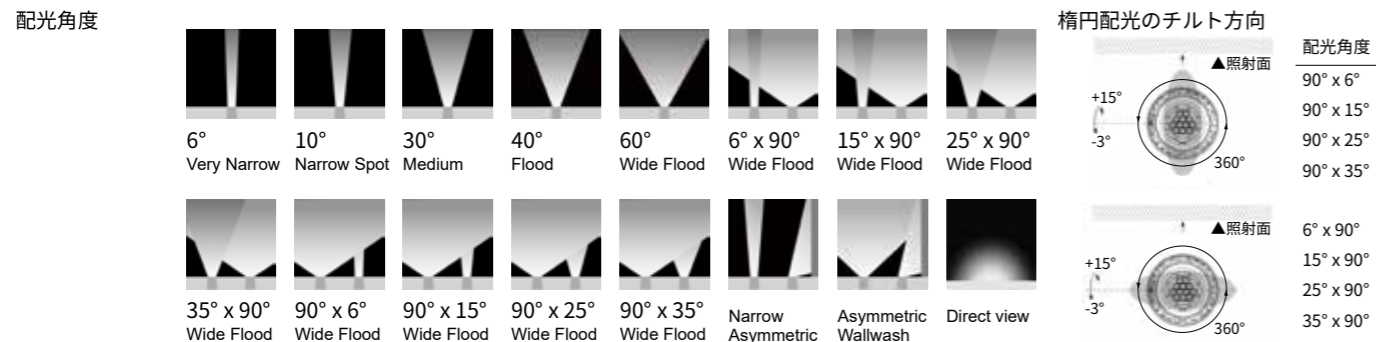 配光角度
6°
Very Narrow
10°
Narrow Spot
30°
Medium
40°
Flood
60°
Wide Flood
6° x 90°
Wide Flood
15° x 90°
Wide Flood
25° x 90°
Wide Flood
35° x 90°
Wide Flood
90° x 6°
Wide Flood
90° x 15°
Wide Flood
90° x 25°
Wide Flood
90° x 35°
Wide Flood
Narrow
Asymmetric
Asymmetric
Wallwash
Direct view
楕円配光のチルト方向
▲照射面
+15°
-3°
360°
配光角度
90° x 6°
90° x 15°
90° x 25°
90° x 35°
▲照射面
+15°
-3°
360°
6° x 90°
15° x 90°
25° x 90°
35° x 90°